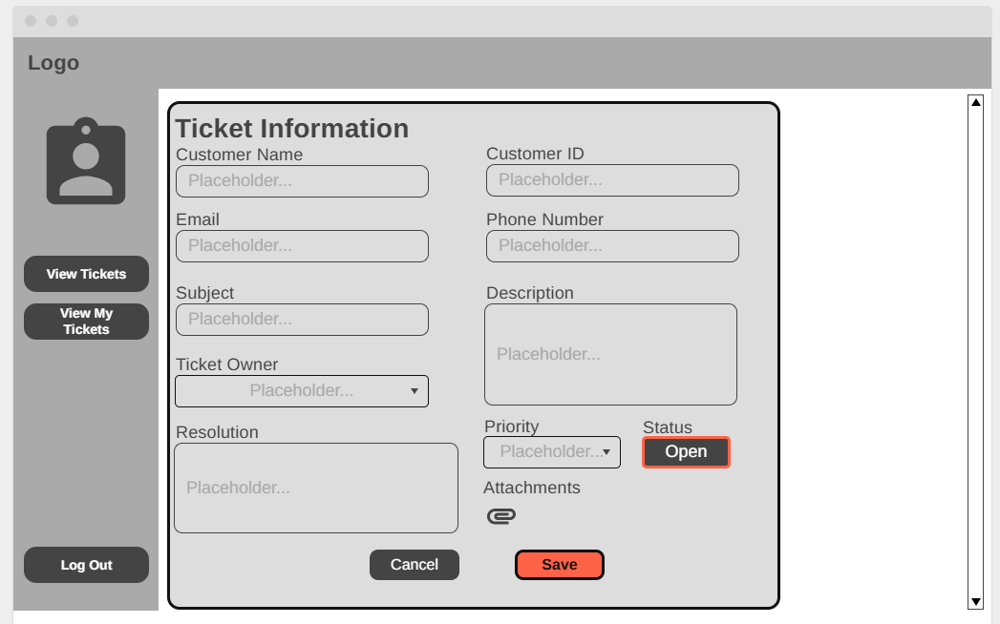 Logo
View Tickets
View My
Tickets
Log Out
Ticket Information
Customer Name
Placeholder...
Customer ID
Placeholder...
Email
Placeholder...
Phone Number
Placeholder...
Subject
Placeholder...
Description
Placeholder...
Ticket Owner
Placeholder...
Resolution
Placeholder...
Priority
Placeholder...
Status
Open
Attachments
Cancel
Save